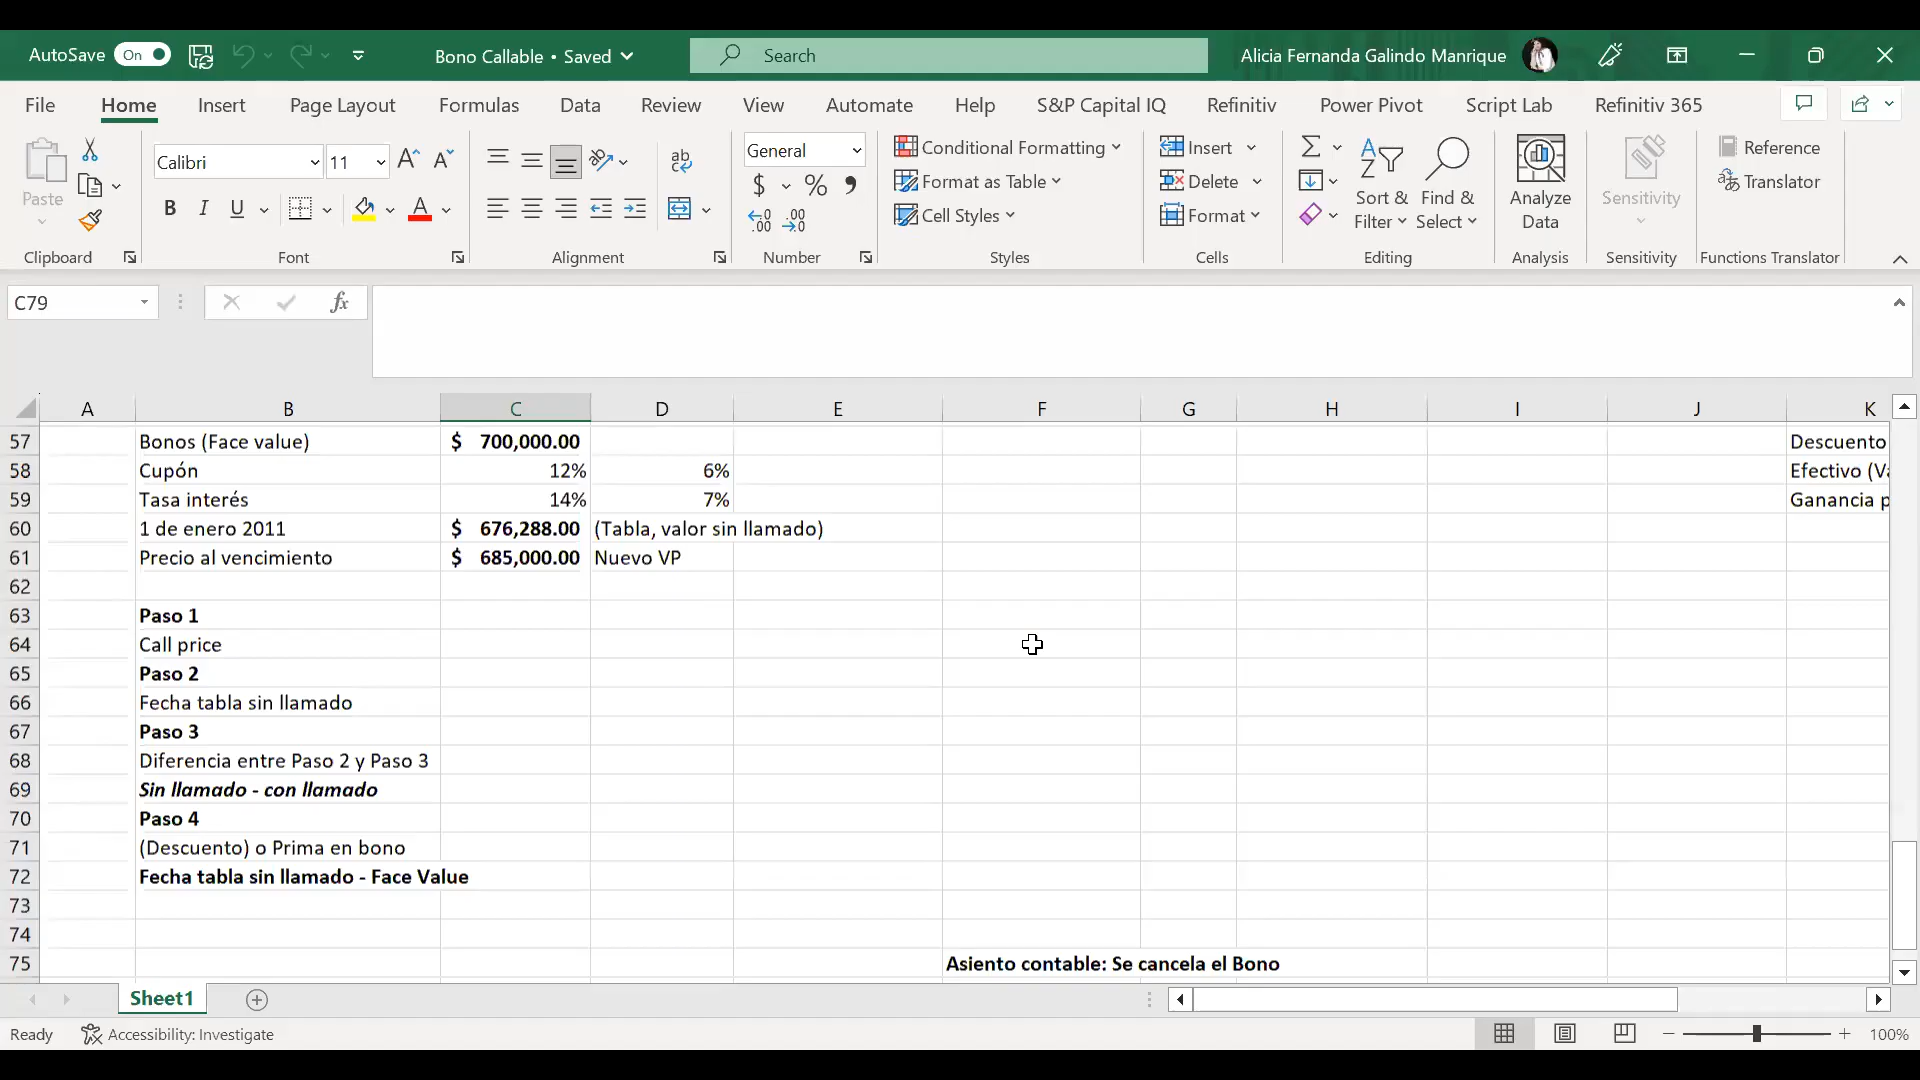 AutoSave On Bono Callable • Saved Search Alicia Fernanda Galindo Manrique
File Home Insert Page Layout Formulas Data Review View Automate Help S&P Capital IQ Refinitiv Power Pivot Script Lab Refinitiv 365
Paste
Clipboard
Calibri 11
B I U A
Font
ab
Alignment
General
$ % ,
Number
Conditional Formatting
Format as Table
Cell Styles
Styles
Insert
Delete
Format
Cells
Sort & Filter
Find & Select
Editing
Analyze Data
Analysis
Sensitivity
Sensitivity
Reference
Translator
Functions Translator
C79 fx
A B C D E F G H I J K
57 Bonos (Face value) $ 700,000.00 Descuento
58 Cupón 12% 6% Efectivo (Va
59 Tasa interés 14% 7% Ganancia p
60 1 de enero 2011 $ 676,288.00 (Tabla, valor sin llamado)
61 Precio al vencimiento $ 685,000.00 Nuevo VP
62
63 Paso 1
64 Call price
65 Paso 2
66 Fecha tabla sin llamado
67 Paso 3
68 Diferencia entre Paso 2 y Paso 3
69 Sin llamado - con llamado
70 Paso 4
71 (Descuento) o Prima en bono
72 Fecha tabla sin llamado - Face Value
73
74
75 Asiento contable: Se cancela el Bono
Sheet1
Ready Accessibility: Investigate 100%